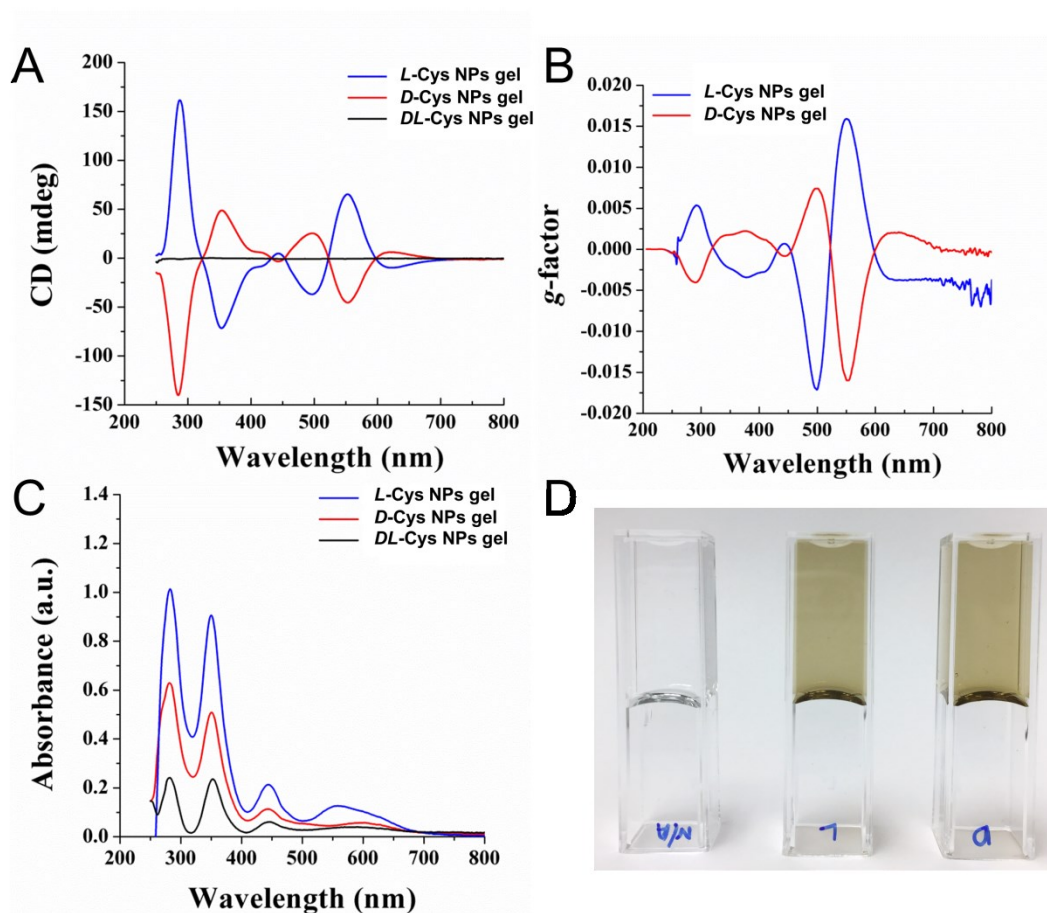 A
CD (mdeg)
200
150
100
50
0
-50
-100
-150
L-Cys NPs gel
D-Cys NPs gel
DL-Cys NPs gel
200 300 400 500 600 700 800
Wavelength (nm)
B
g-factor
0.020
0.015
0.010
0.005
0.000
-0.005
-0.010
-0.015
-0.020
L-Cys NPs gel
D-Cys NPs gel
200 300 400 500 600 700 800
Wavelength (nm)
C
Absorbance (a.u.)
1.4
1.2
1.0
0.8
0.6
0.4
0.2
0.0
L-Cys NPs gel
D-Cys NPs gel
DL-Cys NPs gel
200 300 400 500 600 700 800
Wavelength (nm)
D
N/A
L
D